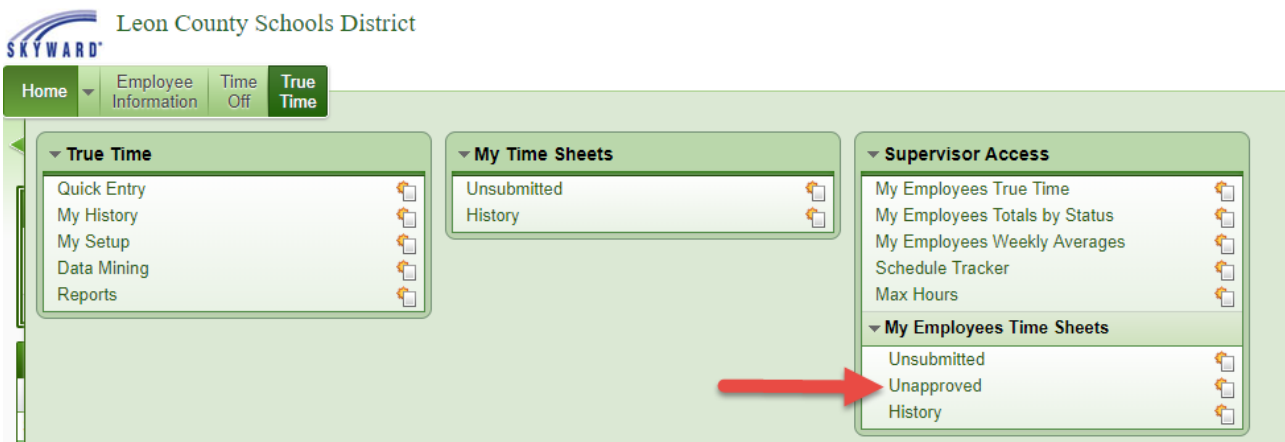 Leon County Schools District
SKYWARD
Home
Employee Information
Time Off
True Time
True Time
Quick Entry
My History
My Setup
Data Mining
Reports
My Time Sheets
Unsubmitted
History
Supervisor Access
My Employees True Time
My Employees Totals by Status
My Employees Weekly Averages
Schedule Tracker
Max Hours
My Employees Time Sheets
Unsubmitted
Unapproved
History